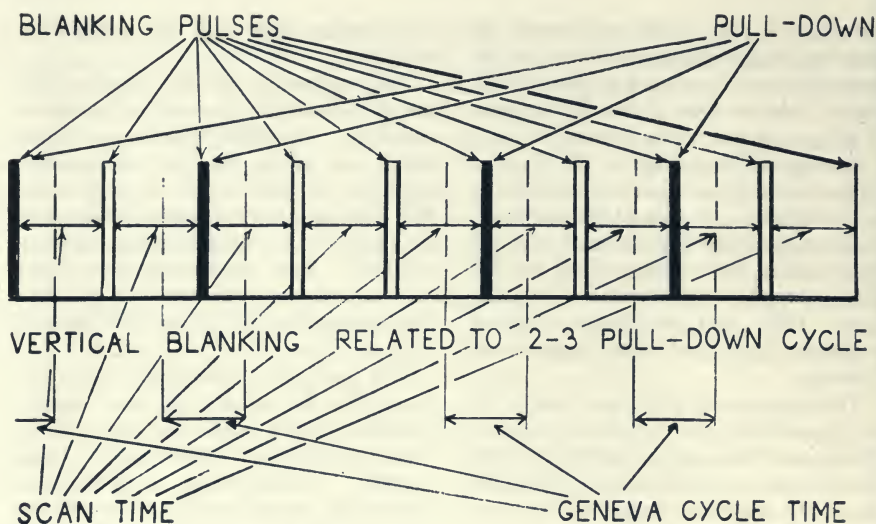 BLANKING PULSES PULL-DOWN
VERTICAL BLANKING RELATED TO 2-3 PULL-DOWN CYCLE
SCAN TIME GENEVA CYCLE TIME